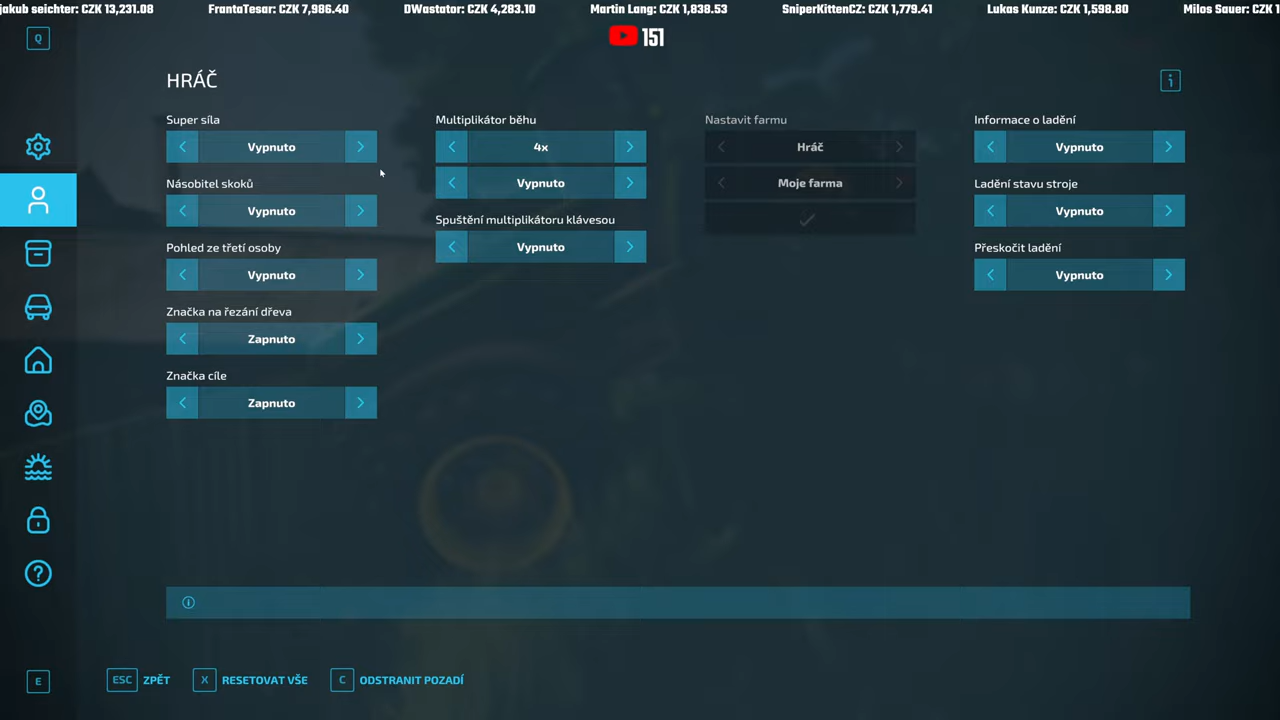 jakub seichter: CZK 13,231.08 FrantaTesar: CZK 7,986.40 DWastator: CZK 4,283.10 Martin Lang: CZK 1,838.53 SniperKittenCZ: CZK 1,779.41 Lukas Kunze: CZK 1,598.80 Milos Sauer: CZK 1
151
Q
HRÁČ
i
Super síla
Vypnuto
Násobitel skoků
Vypnuto
Pohled ze třetí osoby
Vypnuto
Značka na řezání dřeva
Zapnuto
Značka cíle
Zapnuto
Multiplikátor běhu
4x
Vypnuto
Spuštění multiplikátoru klávesou
Vypnuto
Nastavit farmu
Hráč
Moje farma
Informace o ladění
Vypnuto
Ladění stavu stroje
Vypnuto
Přeskočit ladění
Vypnuto
E
ESC ZPĚT X RESETOVAT VŠE C ODSTRANIT POZADÍ